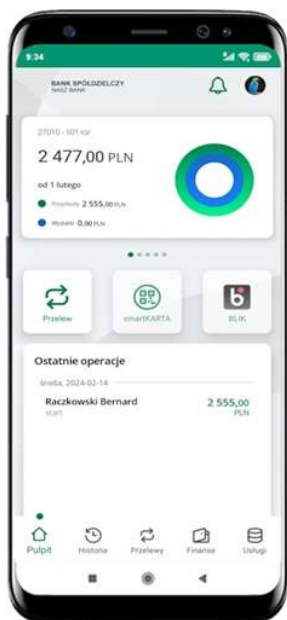 9:34
BANK SPÓŁDZIELCZY
NASZ BANK
27010 - 101 ror
2 477,00 PLN
od 1 lutego
Przychody 2 555,00 PLN
Wydatki 0,00 PLN
Przelew
smartKARTA
BLIK
Ostatnie operacje
środa, 2024-02-14
Raczkowski Bernard 2 555,00
start PLN
Pulpit Historia Przelewy Finanse Usługi